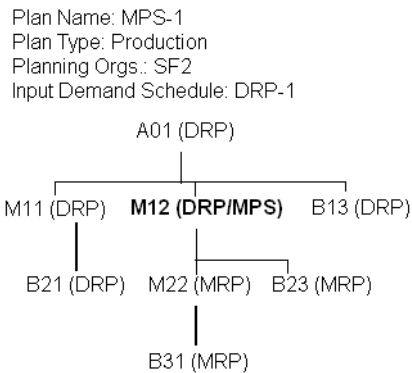 Plan Name: MPS-1
Plan Type: Production
Planning Orgs.: SF2
Input Demand Schedule: DRP-1
A01 (DRP)
M11 (DRP) M12 (DRP/MPS) B13 (DRP)
B21 (DRP) M22 (MRP) B23 (MRP)
B31 (MRP)